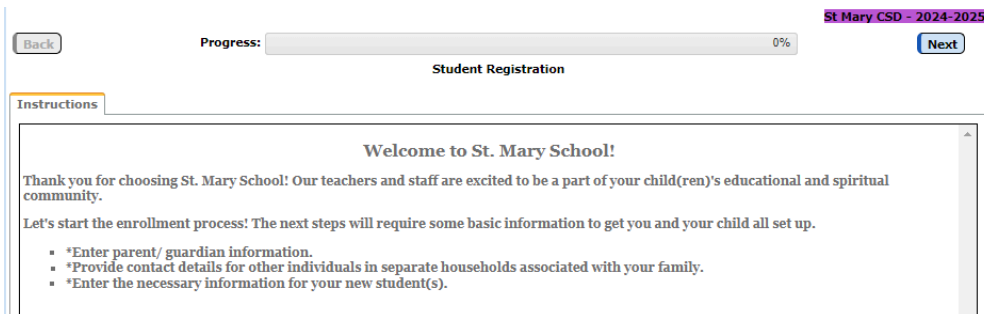 St Mary CSD - 2024-2025
Back
Progress:
0%
Next
Student Registration
Instructions
Welcome to St. Mary School!
Thank you for choosing St. Mary School! Our teachers and staff are excited to be a part of your child(ren)'s educational and spiritual
community.
Let's start the enrollment process! The next steps will require some basic information to get you and your child all set up.
*Enter parent/ guardian information.
*Provide contact details for other individuals in separate households associated with your family.
*Enter the necessary information for your new student(s).